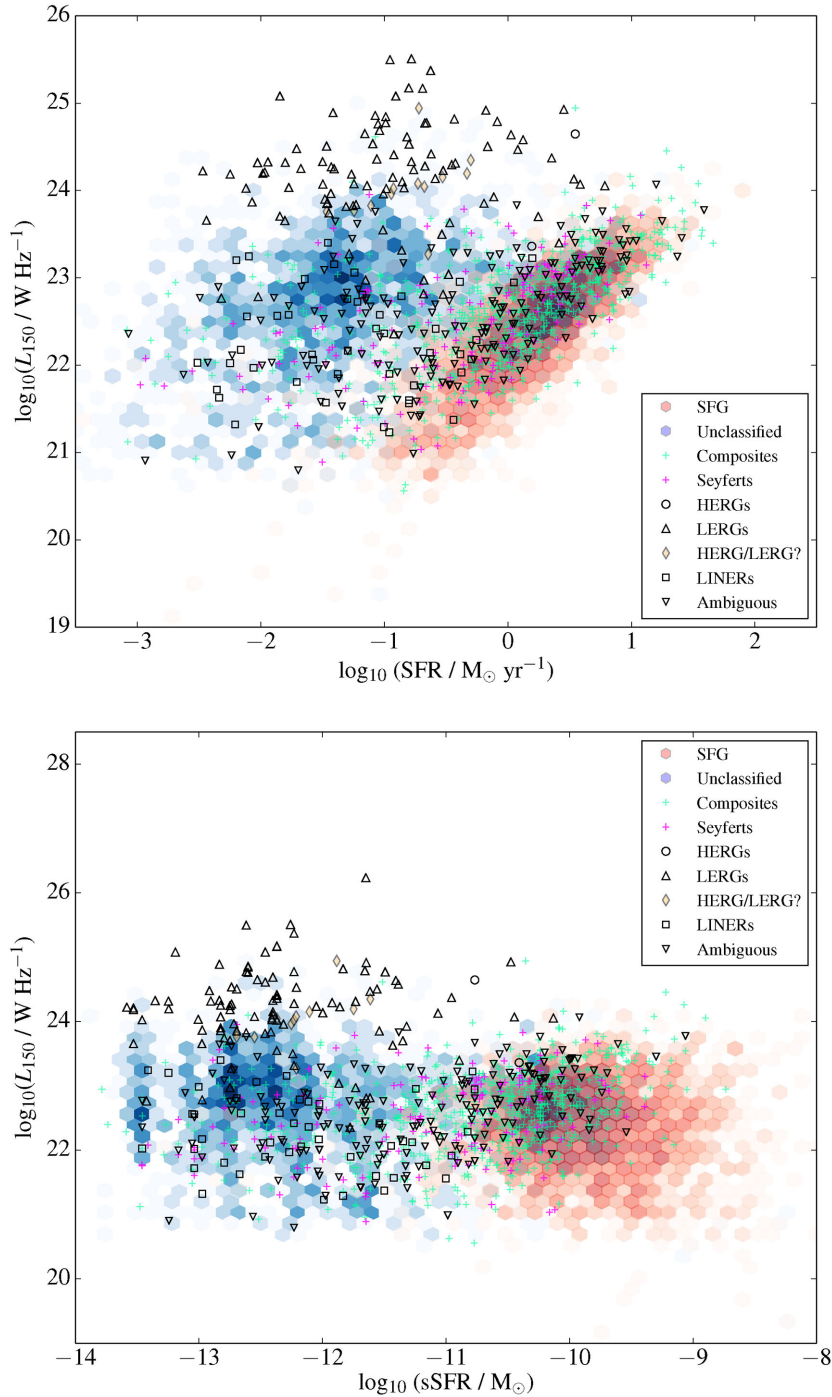 26
25
24
23
22
21
20
19
log₁₀(L₁₅₀ / W Hz⁻¹)
SFG
Unclassified
Composites
Seyferts
HERGs
LERGs
HERG/LERG?
LINERs
Ambiguous
−3 −2 −1 0 1 2
log₁₀ (SFR / M⊙ yr⁻¹)
28
26
24
22
20
log₁₀(L₁₅₀ / W Hz⁻¹)
SFG
Unclassified
Composites
Seyferts
HERGs
LERGs
HERG/LERG?
LINERs
Ambiguous
−14 −13 −12 −11 −10 −9 −8
log₁₀ (sSFR / M⊙)